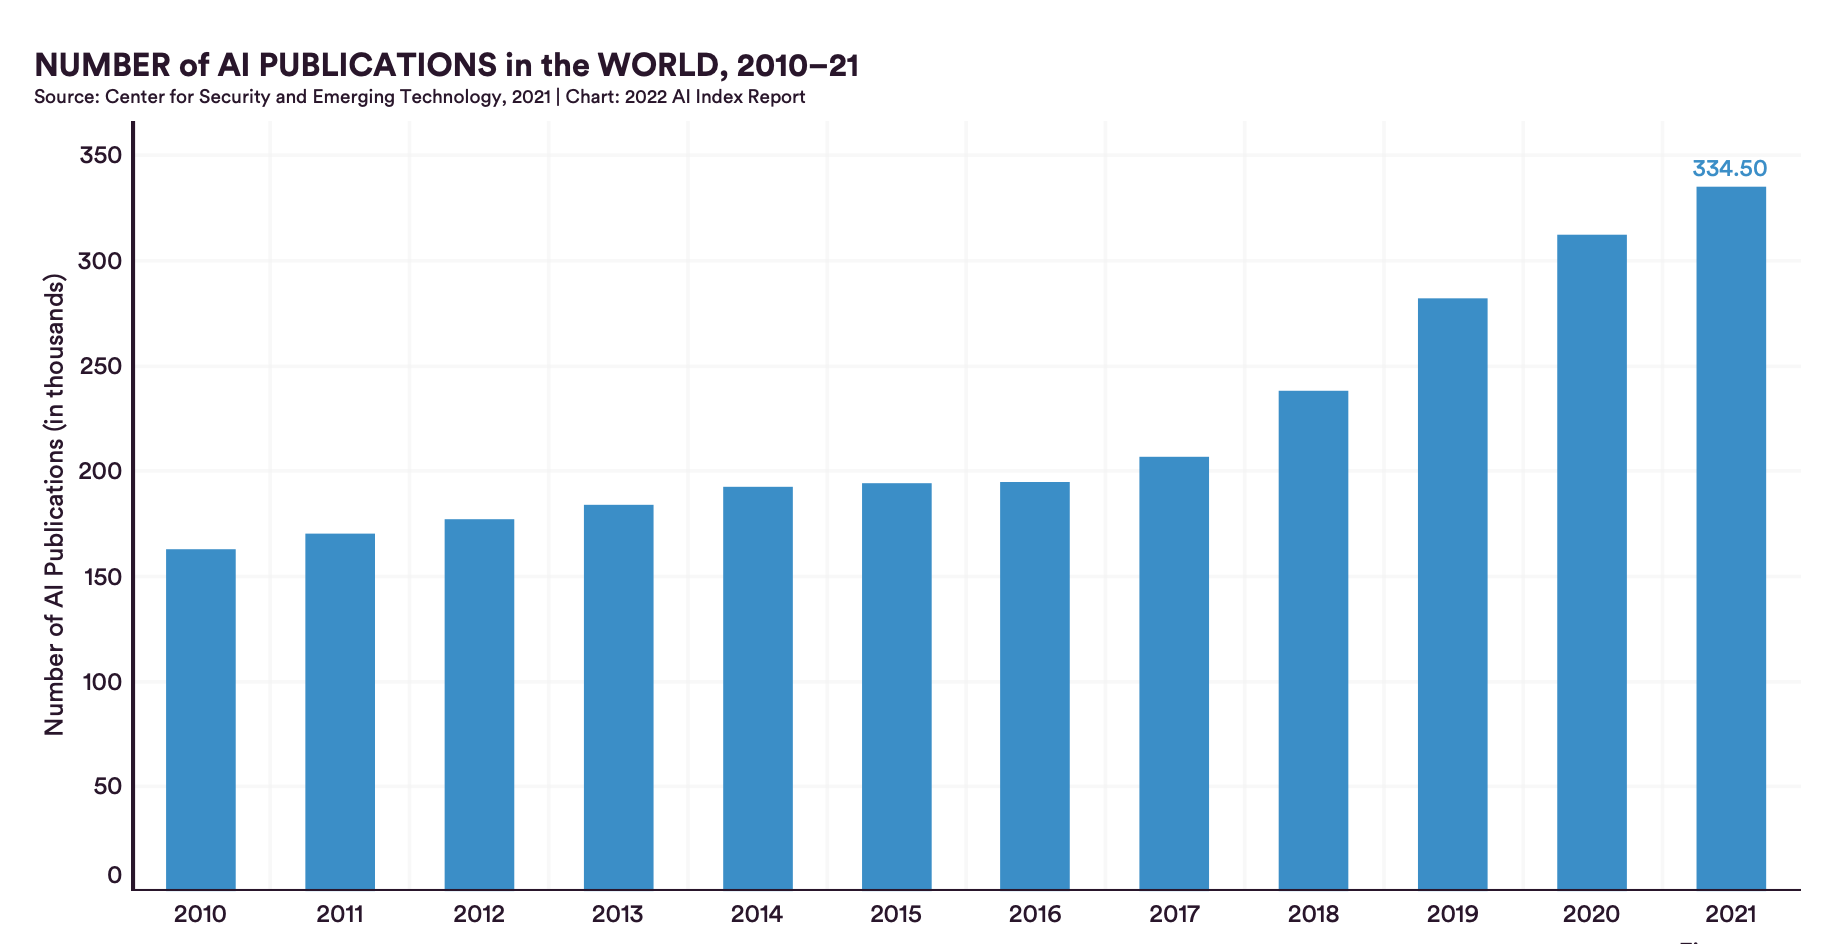 NUMBER of AI PUBLICATIONS in the WORLD, 2010–21
Source: Center for Security and Emerging Technology, 2021 | Chart: 2022 AI Index Report
Number of AI Publications (in thousands)
350
300
250
200
150
100
50
0
334.50
2010 2011 2012 2013 2014 2015 2016 2017 2018 2019 2020 2021